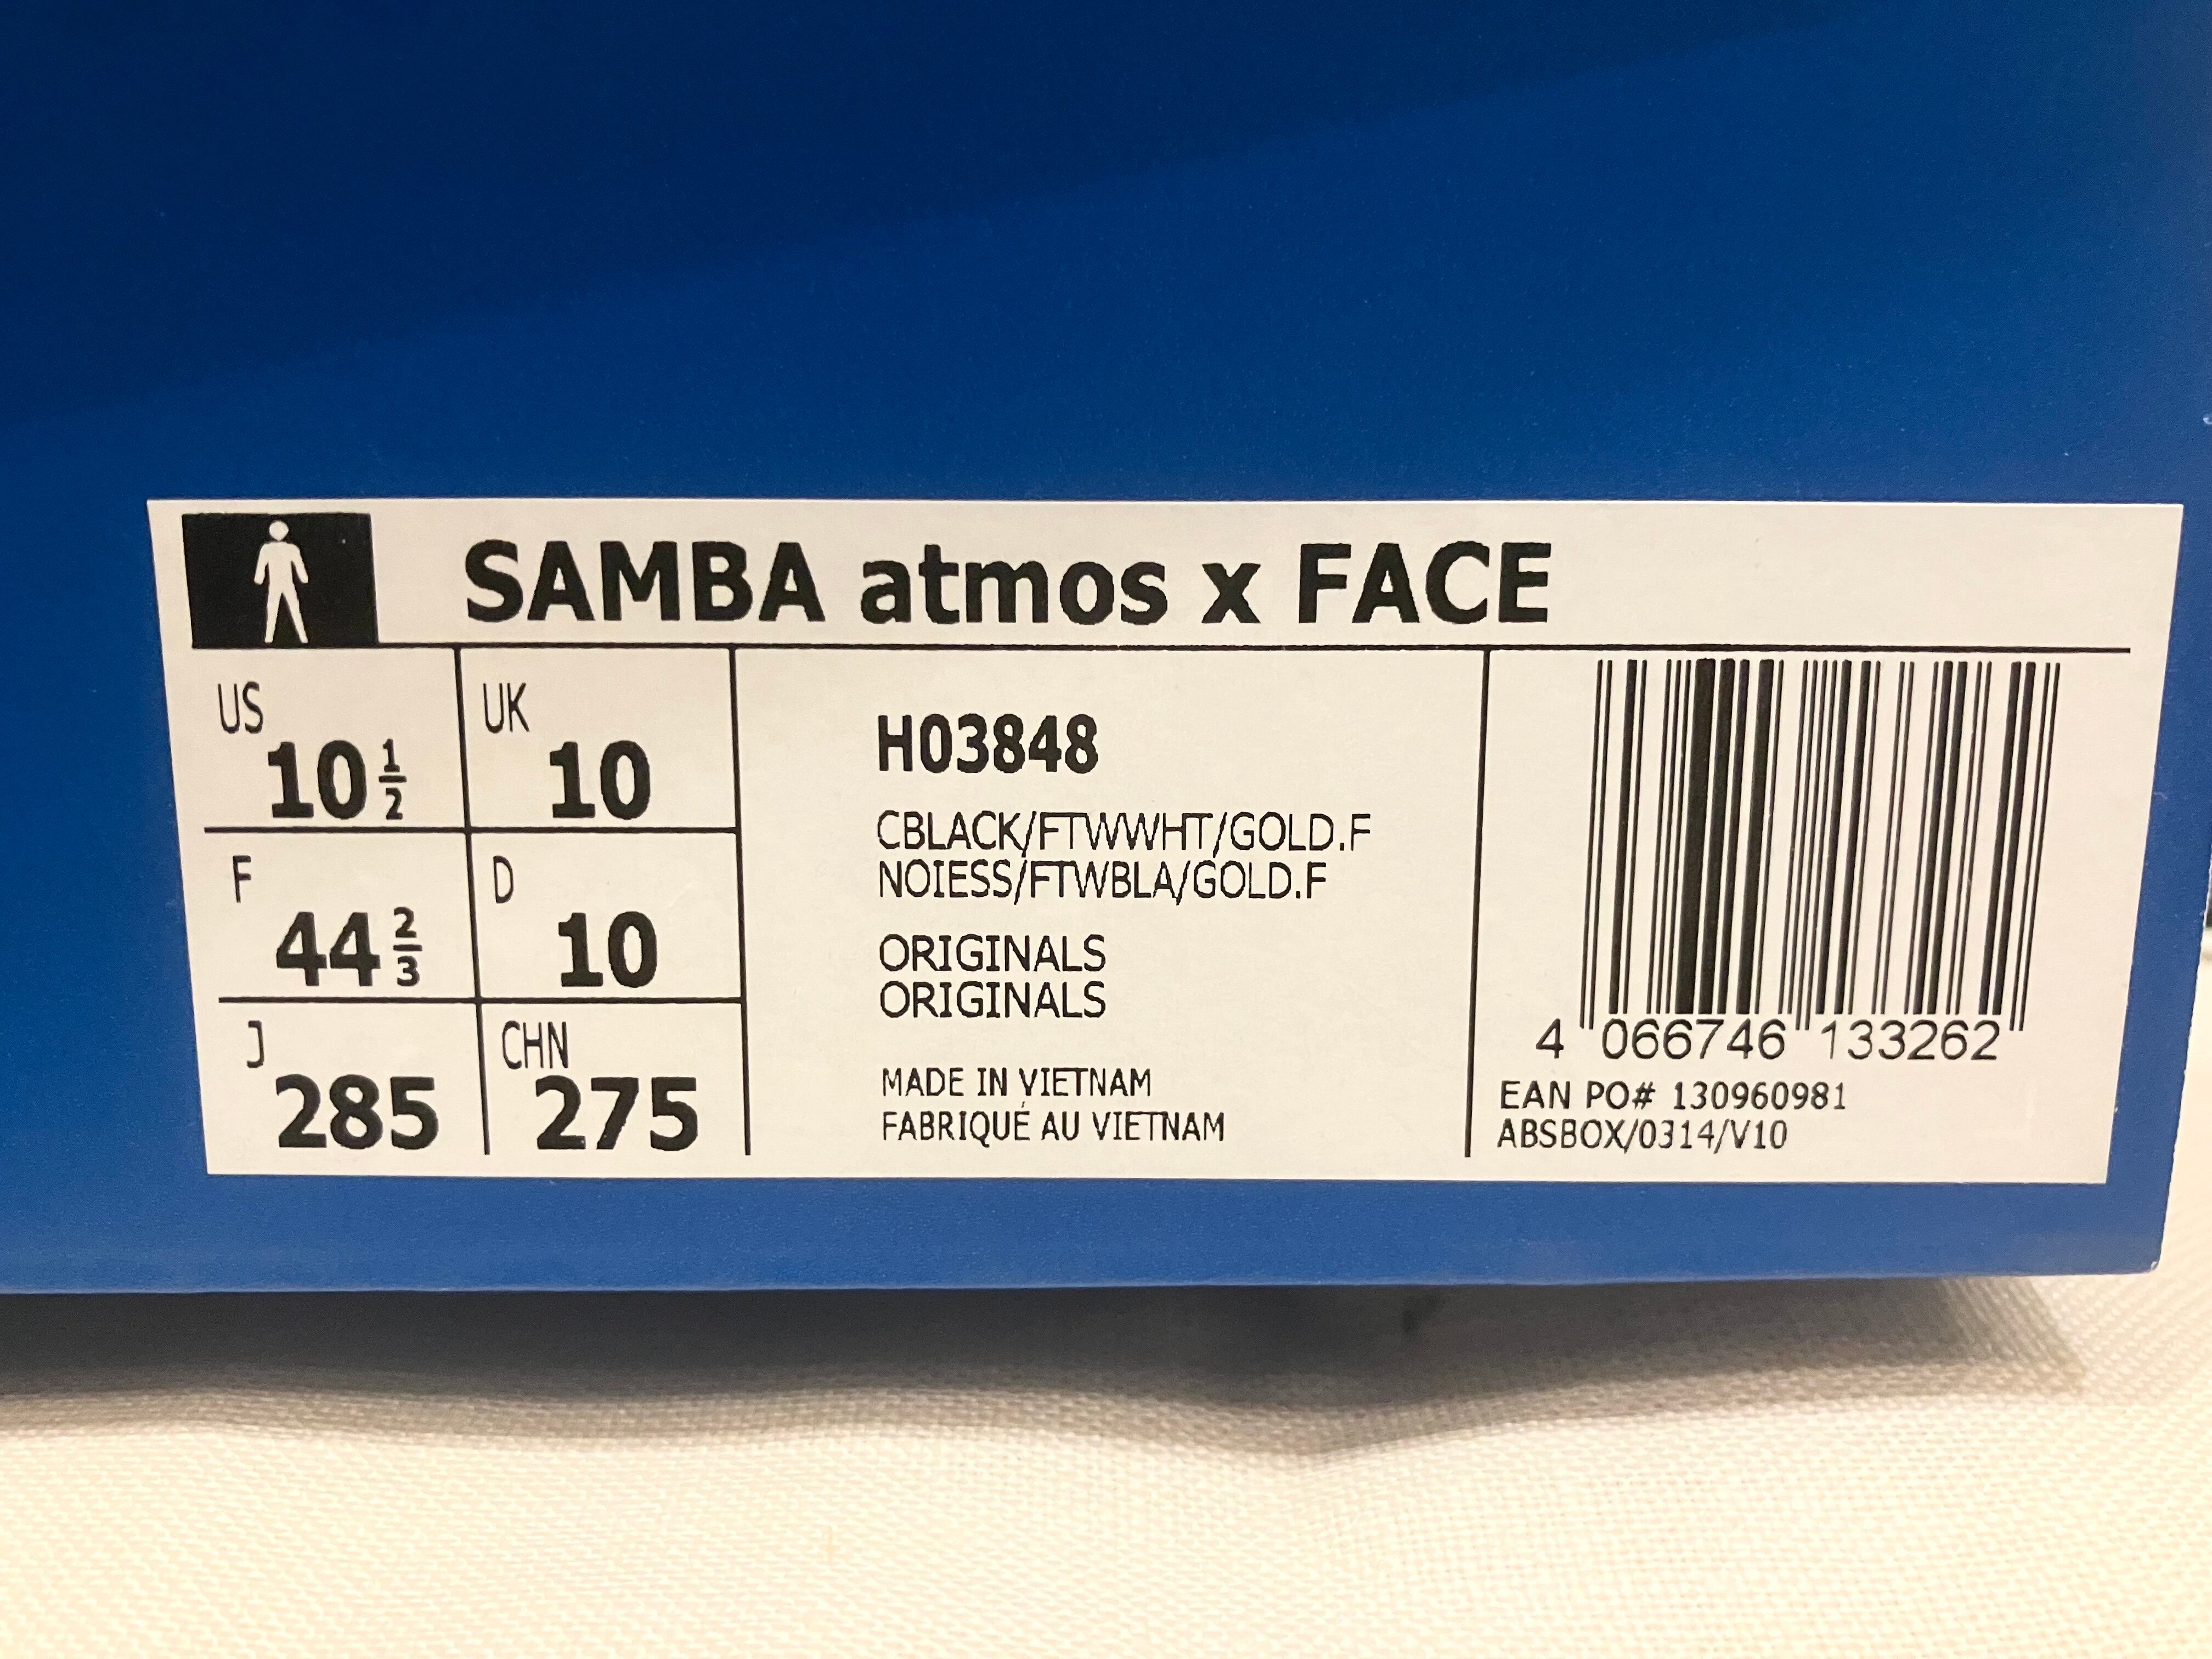 SAMBA atmos x FACE
US
10 1/2
UK
10
F
44 2/3
D
10
J
285
CHN
275
H03848
CBLACK/FTWWHT/GOLD.F
NOIESS/FTWBLA/GOLD.F
ORIGINALS
ORIGINALS
MADE IN VIETNAM
FABRIQUÉ AU VIETNAM
4 066746 133262
EAN PO# 130960981
ABSBOX/0314/V10